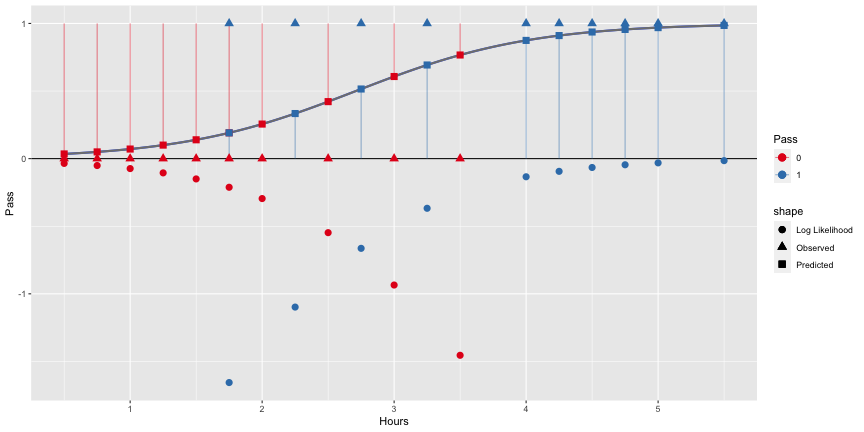 1
0
-1
Pass
1
2
3
4
5
Hours
Pass
0
1
shape
Log Likelihood
Observed
Predicted